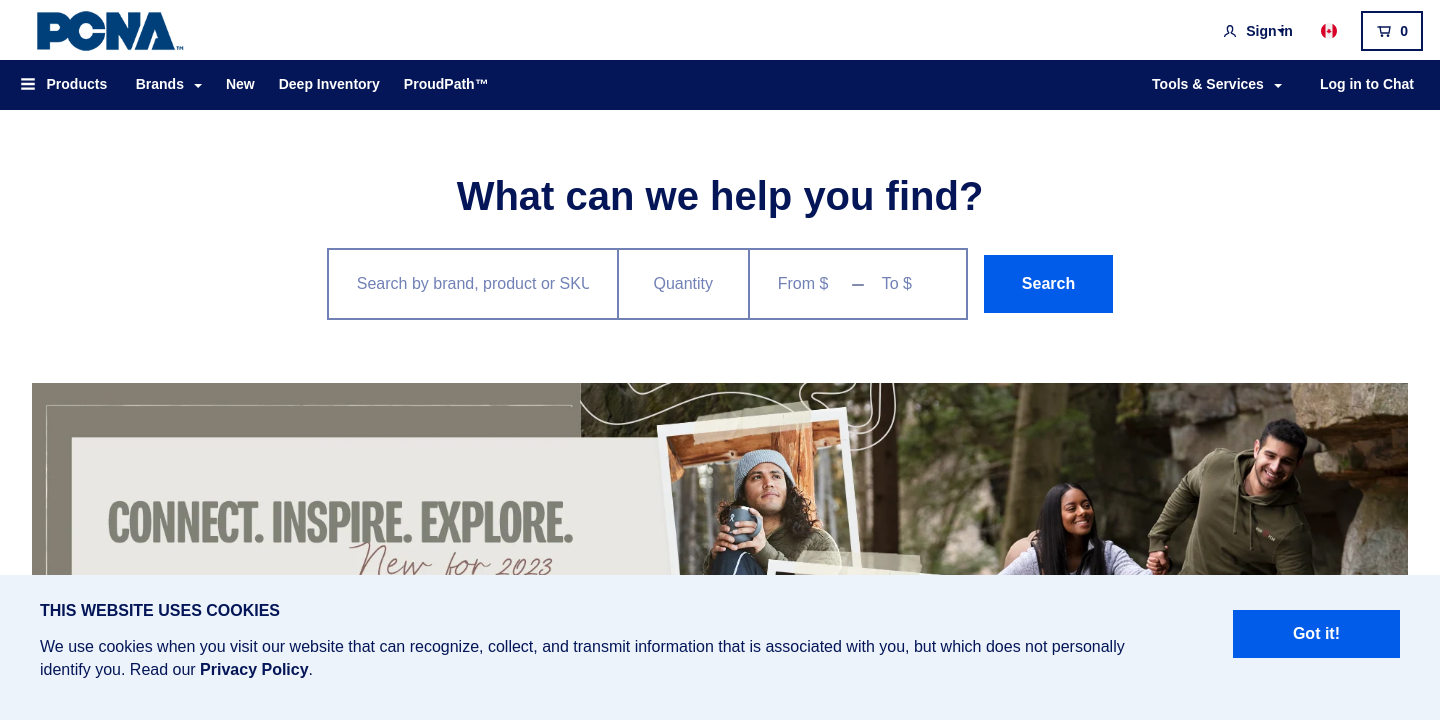 PCNA™
Sign in
0
Products
Brands
New
Deep Inventory
ProudPath™
Tools & Services
Log in to Chat
What can we help you find?
Search by brand, product or SKU
Quantity
From $
–
To $
Search
CONNECT. INSPIRE. EXPLORE.
New for 2023
THIS WEBSITE USES COOKIES
We use cookies when you visit our website that can recognize, collect, and transmit information that is associated with you, but which does not personally
identify you. Read our Privacy Policy.
Got it!